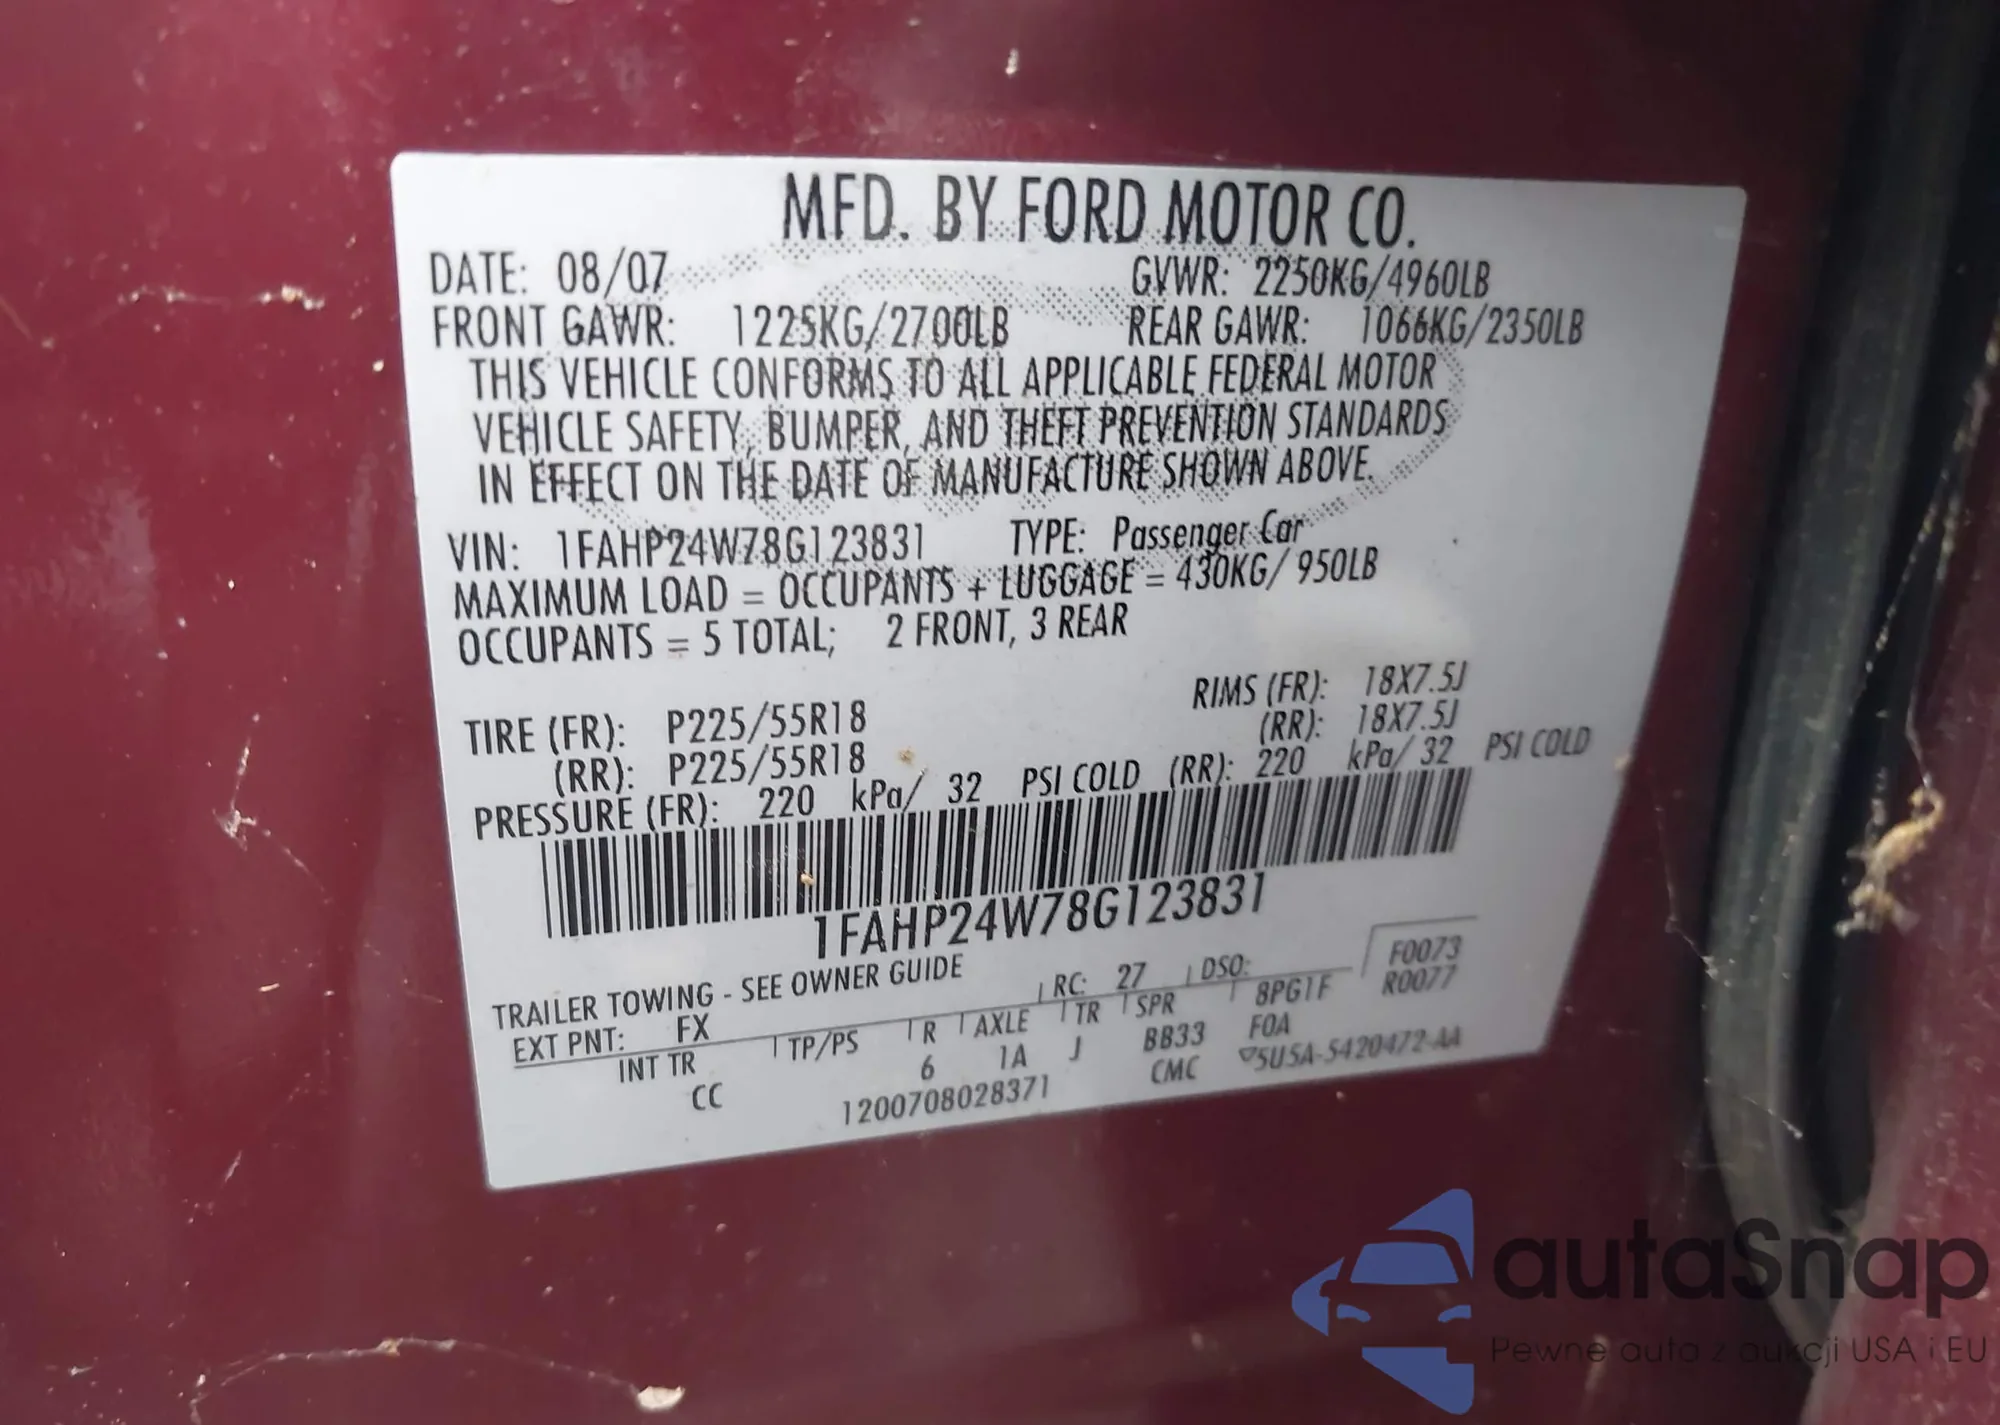 MFD. BY FORD MOTOR CO.
DATE: 08/07 GVWR: 2250KG/4960LB
FRONT GAWR: 1225KG/2700LB REAR GAWR: 1066KG/2350LB
THIS VEHICLE CONFORMS TO ALL APPLICABLE FEDERAL MOTOR
VEHICLE SAFETY, BUMPER, AND THEFT PREVENTION STANDARDS
IN EFFECT ON THE DATE OF MANUFACTURE SHOWN ABOVE.
VIN: 1FAHP24W78G123831 TYPE: Passenger Car
MAXIMUM LOAD = OCCUPANTS + LUGGAGE = 430KG/ 950LB
OCCUPANTS = 5 TOTAL; 2 FRONT, 3 REAR
TIRE (FR): P225/55R18 RIMS (FR): 18X7.5J
(RR): P225/55R18 (RR): 18X7.5J
PRESSURE (FR): 220 kPa/ 32 PSI COLD (RR): 220 kPa/ 32 PSI COLD
1FAHP24W78G123831
TRAILER TOWING - SEE OWNER GUIDE F0073
EXT PNT: FX RC: 27 DSO: R0077
INT TR TP/PS R AXLE TR SPR 8PG1F
CC 6 1A J BB33 FOA
1200708028371 CMC ▽5U5A-5420472-AA
autaSnap
Pewne auta z aukcji USA i EU